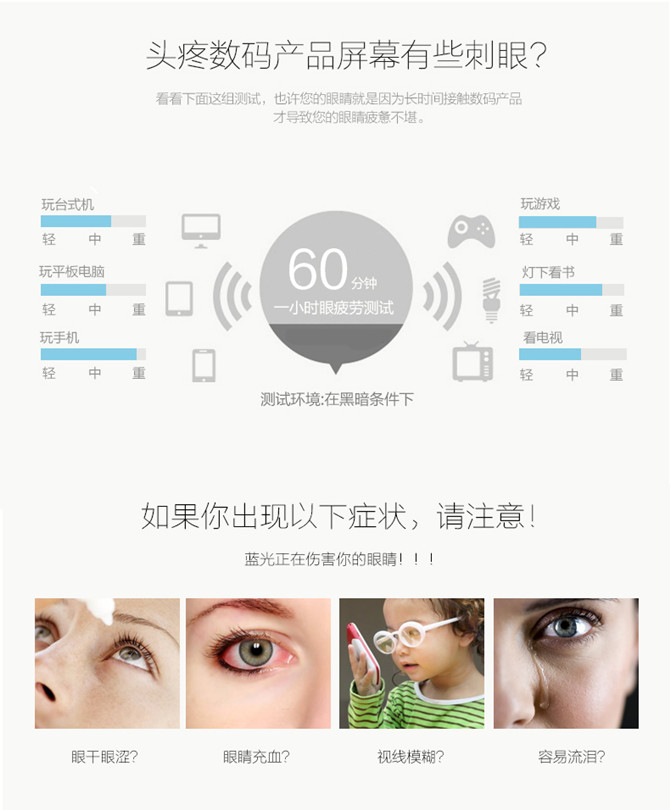 头疼数码产品屏幕有些刺眼?
看看下面这组测试，也许您的眼睛就是因为长时间接触数码产品
才导致您的眼睛疲惫不堪。
玩台式机
轻 中 重
玩平板电脑
轻 中 重
玩手机
轻 中 重
60分钟
一小时眼疲劳测试
测试环境:在黑暗条件下
玩游戏
轻 中 重
灯下看书
轻 中 重
看电视
轻 中 重
如果你出现以下症状，请注意!
蓝光正在伤害你的眼睛!!!
眼干眼涩?
眼睛充血?
视线模糊?
容易流泪?